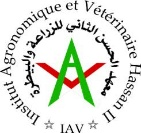 Institut Agronomique et Vétérinaire Hassan II
معهد الحسن الثاني للزراعة والبيطرة
IAV